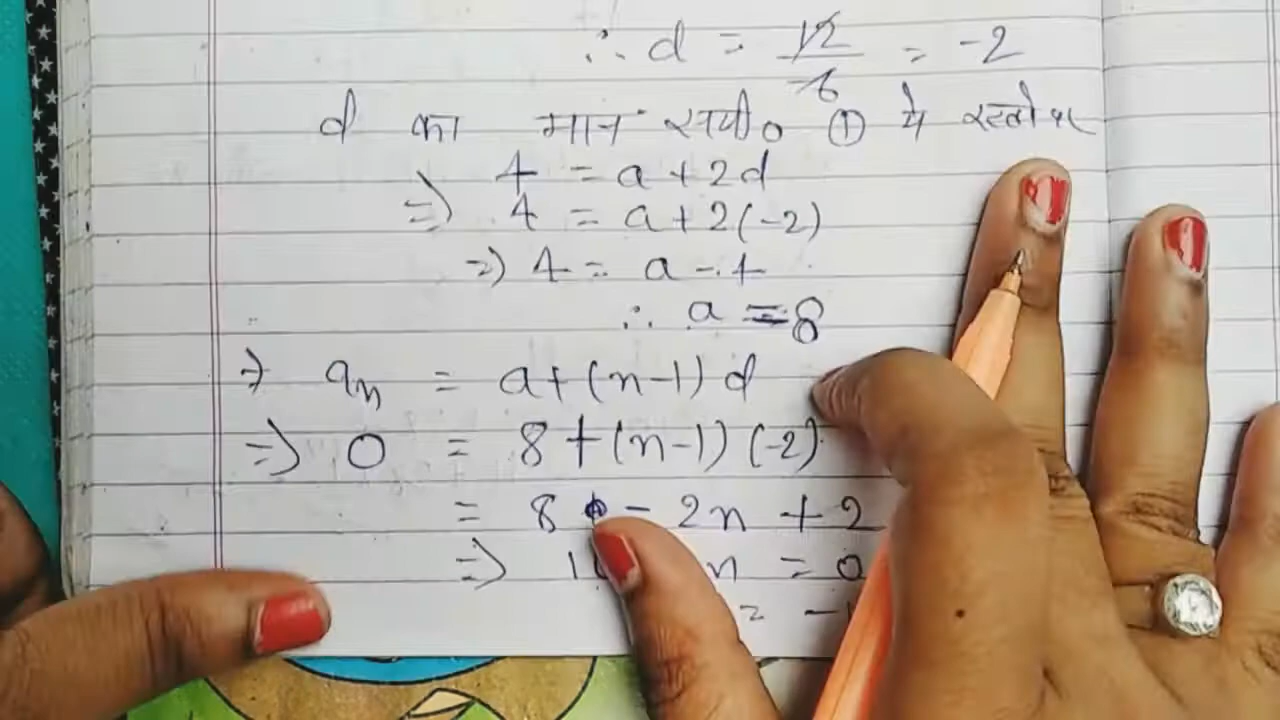 ∴ d = 12/-6 = -2
d का मान समी० ① मे रखने पर
4 = a + 2d
⇒ 4 = a + 2(-2)
⇒ 4 = a - 4
∴ a = 8
⇒ an = a + (n-1) d
⇒ 0 = 8 + (n-1) (-2)
= 8 - 2n + 2
⇒ n = 0
= -